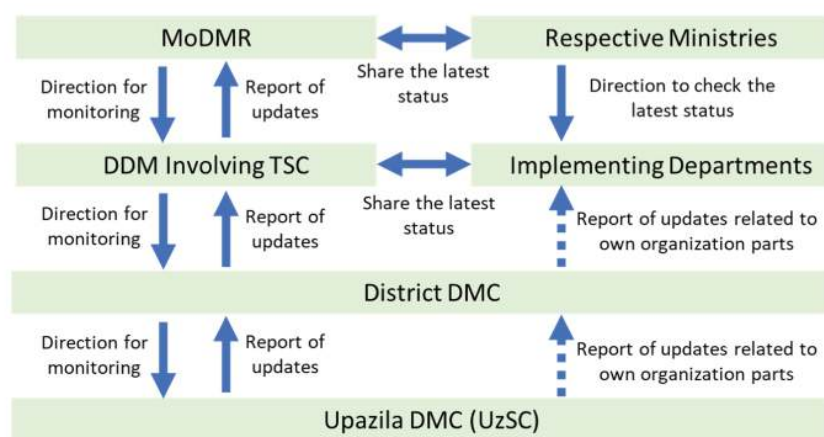 MoDMR
Respective Ministries
Share the latest
status
Direction for
monitoring
Report of
updates
Direction to check the
latest status
DDM Involving TSC
Implementing Departments
Share the latest
status
Direction for
monitoring
Report of
updates
Report of updates related to
own organization parts
District DMC
Direction for
monitoring
Report of
updates
Report of updates related to
own organization parts
Upazila DMC (UzSC)